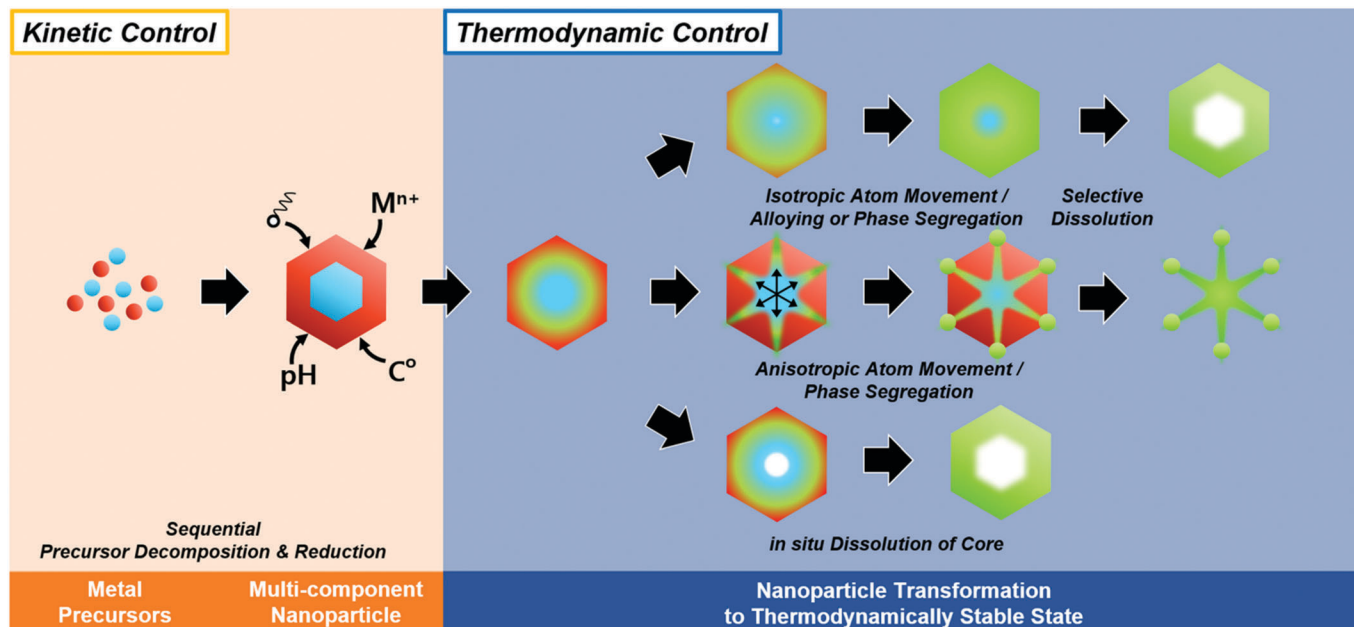 Kinetic Control
Thermodynamic Control
Mn+
pH
Co
Isotropic Atom Movement /
Alloying or Phase Segregation
Selective
Dissolution
Anisotropic Atom Movement /
Phase Segregation
in situ Dissolution of Core
Sequential
Precursor Decomposition & Reduction
Metal
Precursors
Multi-component
Nanoparticle
Nanoparticle Transformation
to Thermodynamically Stable State